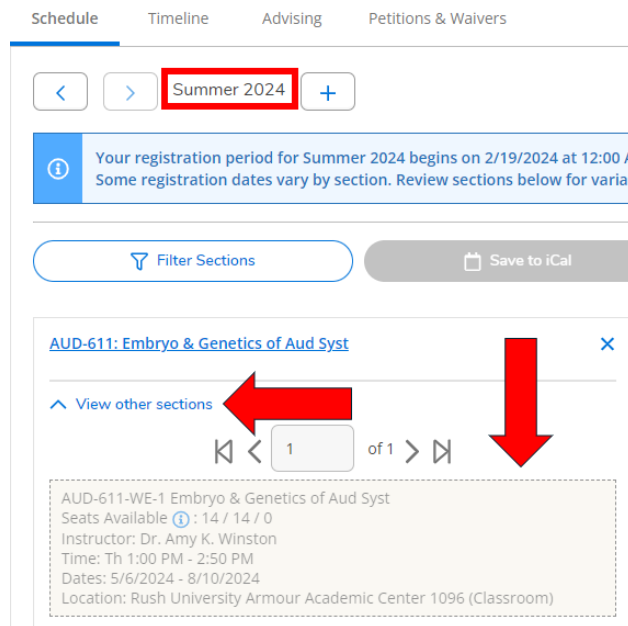 Schedule Timeline Advising Petitions & Waivers
Summer 2024
Your registration period for Summer 2024 begins on 2/19/2024 at 12:00
Some registration dates vary by section. Review sections below for
Filter Sections Save to iCal
AUD-611: Embryo & Genetics of Aud Syst
View other sections
1 of 1
AUD-611-WE-1 Embryo & Genetics of Aud Syst
Seats Available : 14 / 14 / 0
Instructor: Dr. Amy K. Winston
Time: Th 1:00 PM - 2:50 PM
Dates: 5/6/2024 - 8/10/2024
Location: Rush University Armour Academic Center 1096 (Classroom)